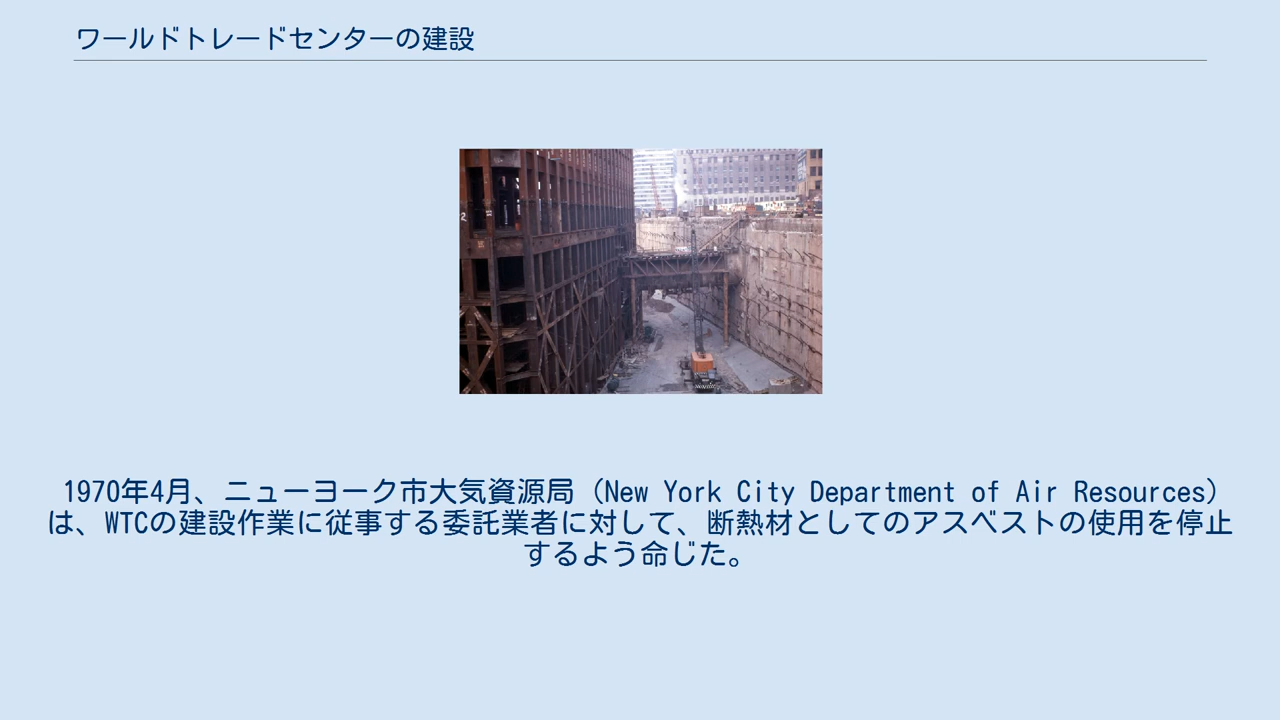 ワールドトレードセンターの建設
1970年4月、ニューヨーク市大気資源局（New York City Department of Air Resources）
は、WTCの建設作業に従事する委託業者に対して、断熱材としてのアスベストの使用を停止
するよう命じた。